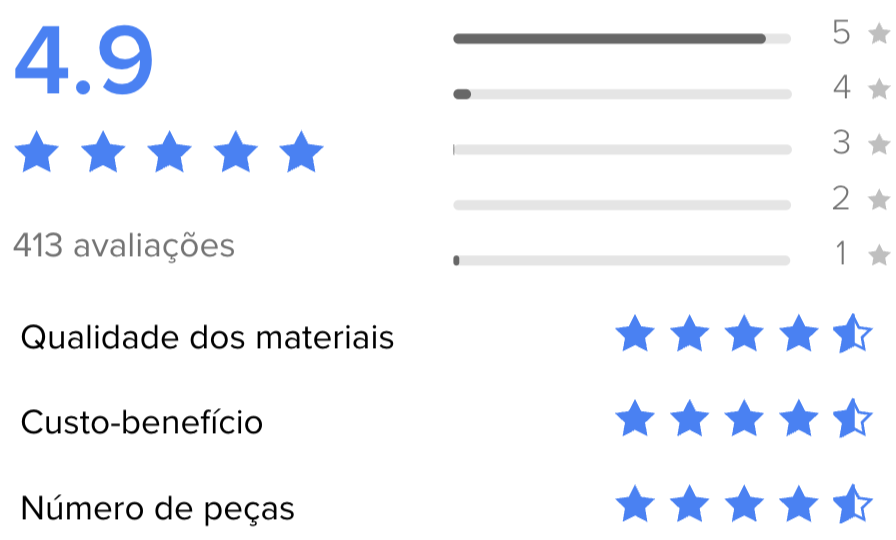 4.9
413 avaliações
5
4
3
2
1
Qualidade dos materiais
Custo-benefício
Número de peças